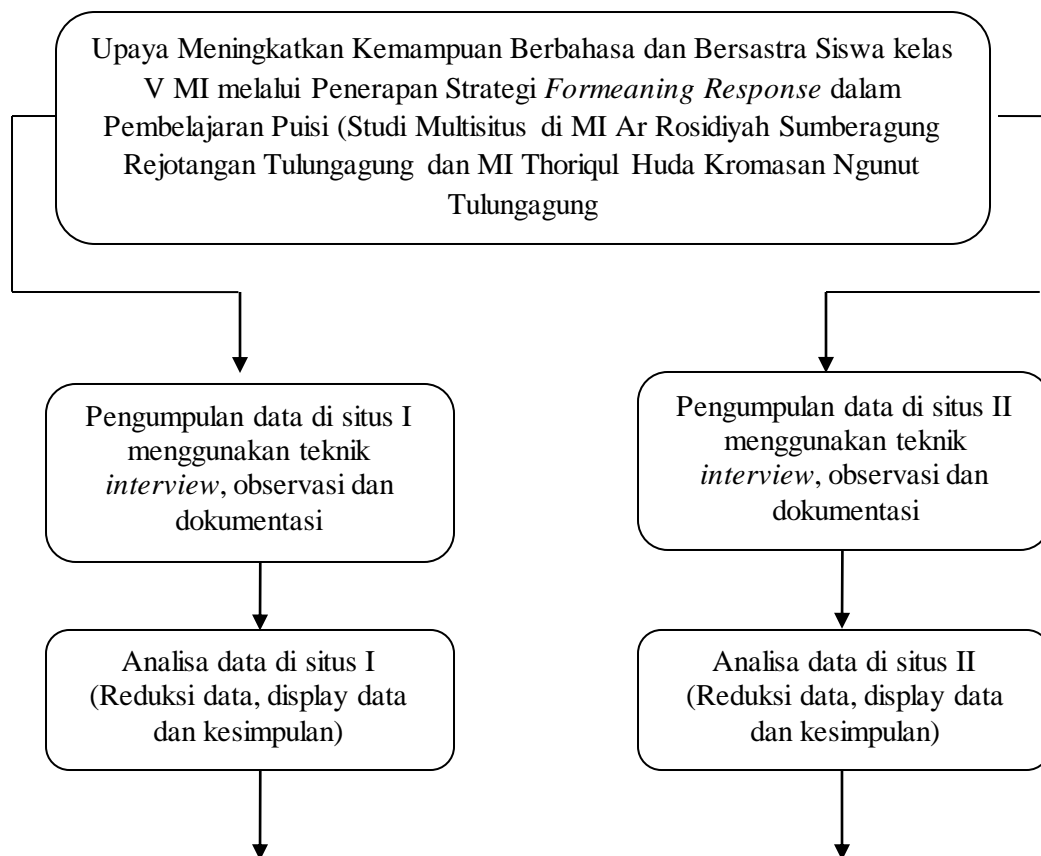 Upaya Meningkatkan Kemampuan Berbahasa dan Bersastra Siswa kelas
V MI melalui Penerapan Strategi Formeaning Response dalam
Pembelajaran Puisi (Studi Multisitus di MI Ar Rosidiyah Sumberagung
Rejotangan Tulungagung dan MI Thoriqul Huda Kromasan Ngunut
Tulungagung
Pengumpulan data di situs I
menggunakan teknik
interview, observasi dan
dokumentasi
Pengumpulan data di situs II
menggunakan teknik
interview, observasi dan
dokumentasi
Analisa data di situs I
(Reduksi data, display data
dan kesimpulan)
Analisa data di situs II
(Reduksi data, display data
dan kesimpulan)